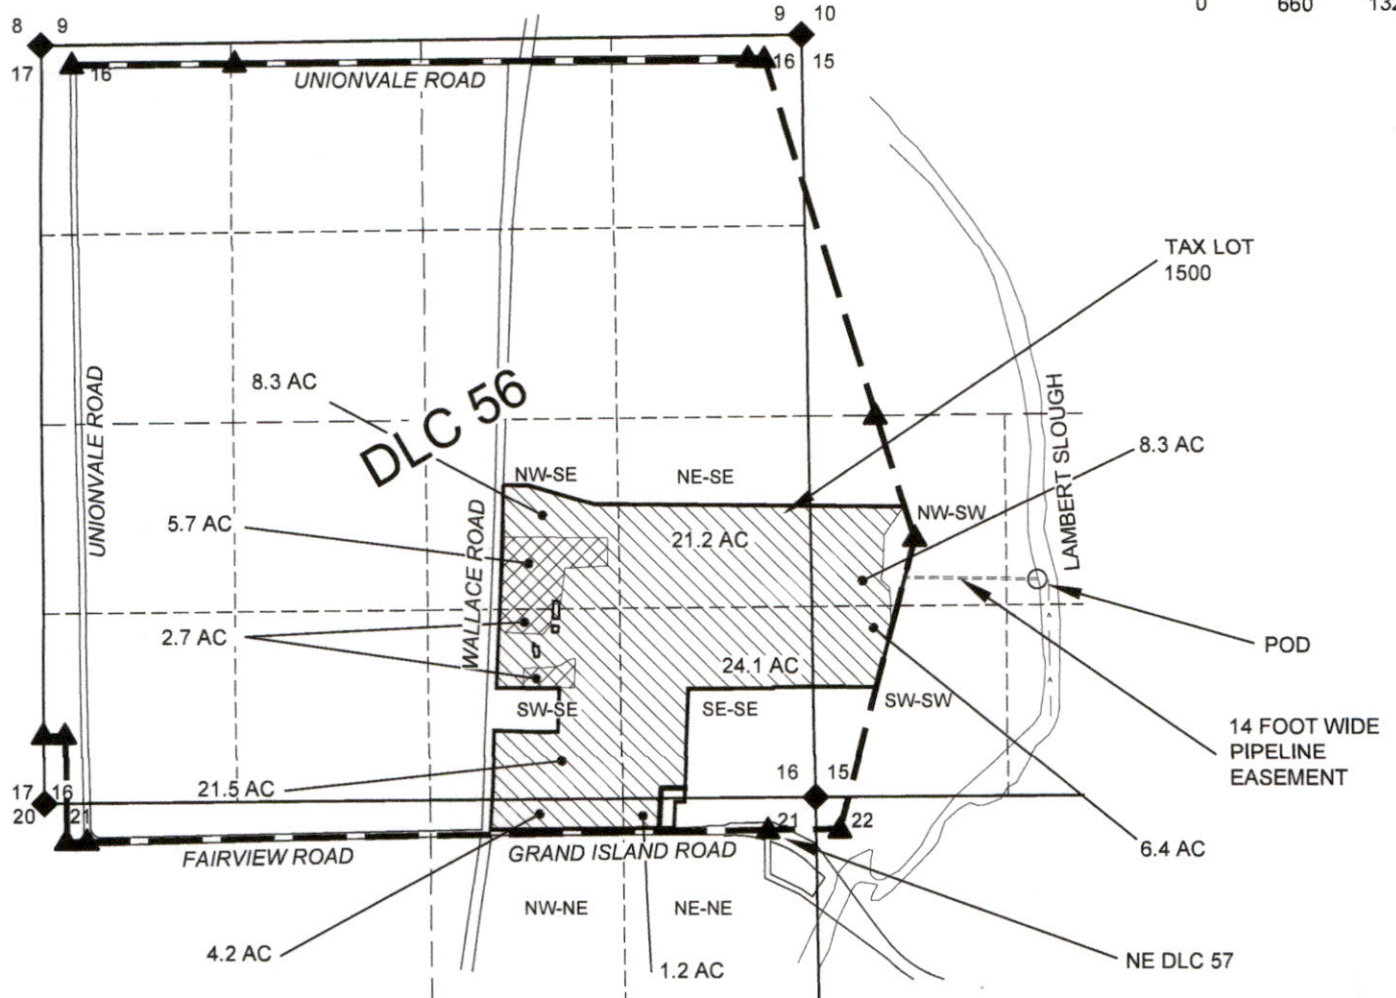 0 660 132
8 9
9 10
17 16
16 15
UNIONVALE ROAD
TAX LOT
1500
8.3 AC
DLC 56
UNIONVALE ROAD
LAMBERT SLOUGH
8.3 AC
NW-SE
NE-SE
WALLACE ROAD
NW-SW
5.7 AC
21.2 AC
2.7 AC
POD
24.1 AC
SW-SE
SE-SE
SW-SW
14 FOOT WIDE
PIPELINE
EASEMENT
21.5 AC
17 16
16 15
20 21
21 22
FAIRVIEW ROAD
GRAND ISLAND ROAD
6.4 AC
NW-NE
NE-NE
4.2 AC
1.2 AC
NE DLC 57